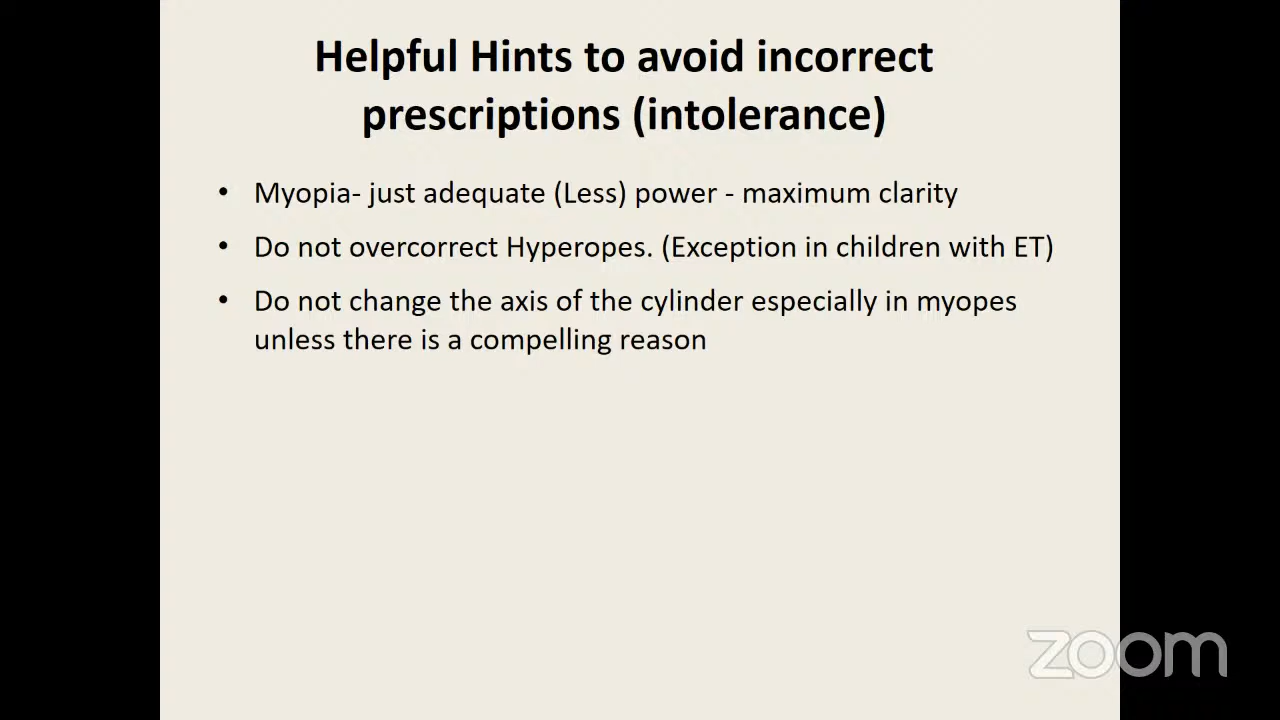 Helpful Hints to avoid incorrect
prescriptions (intolerance)
• Myopia- just adequate (Less) power - maximum clarity
• Do not overcorrect Hyperopes. (Exception in children with ET)
• Do not change the axis of the cylinder especially in myopes
unless there is a compelling reason
zoom